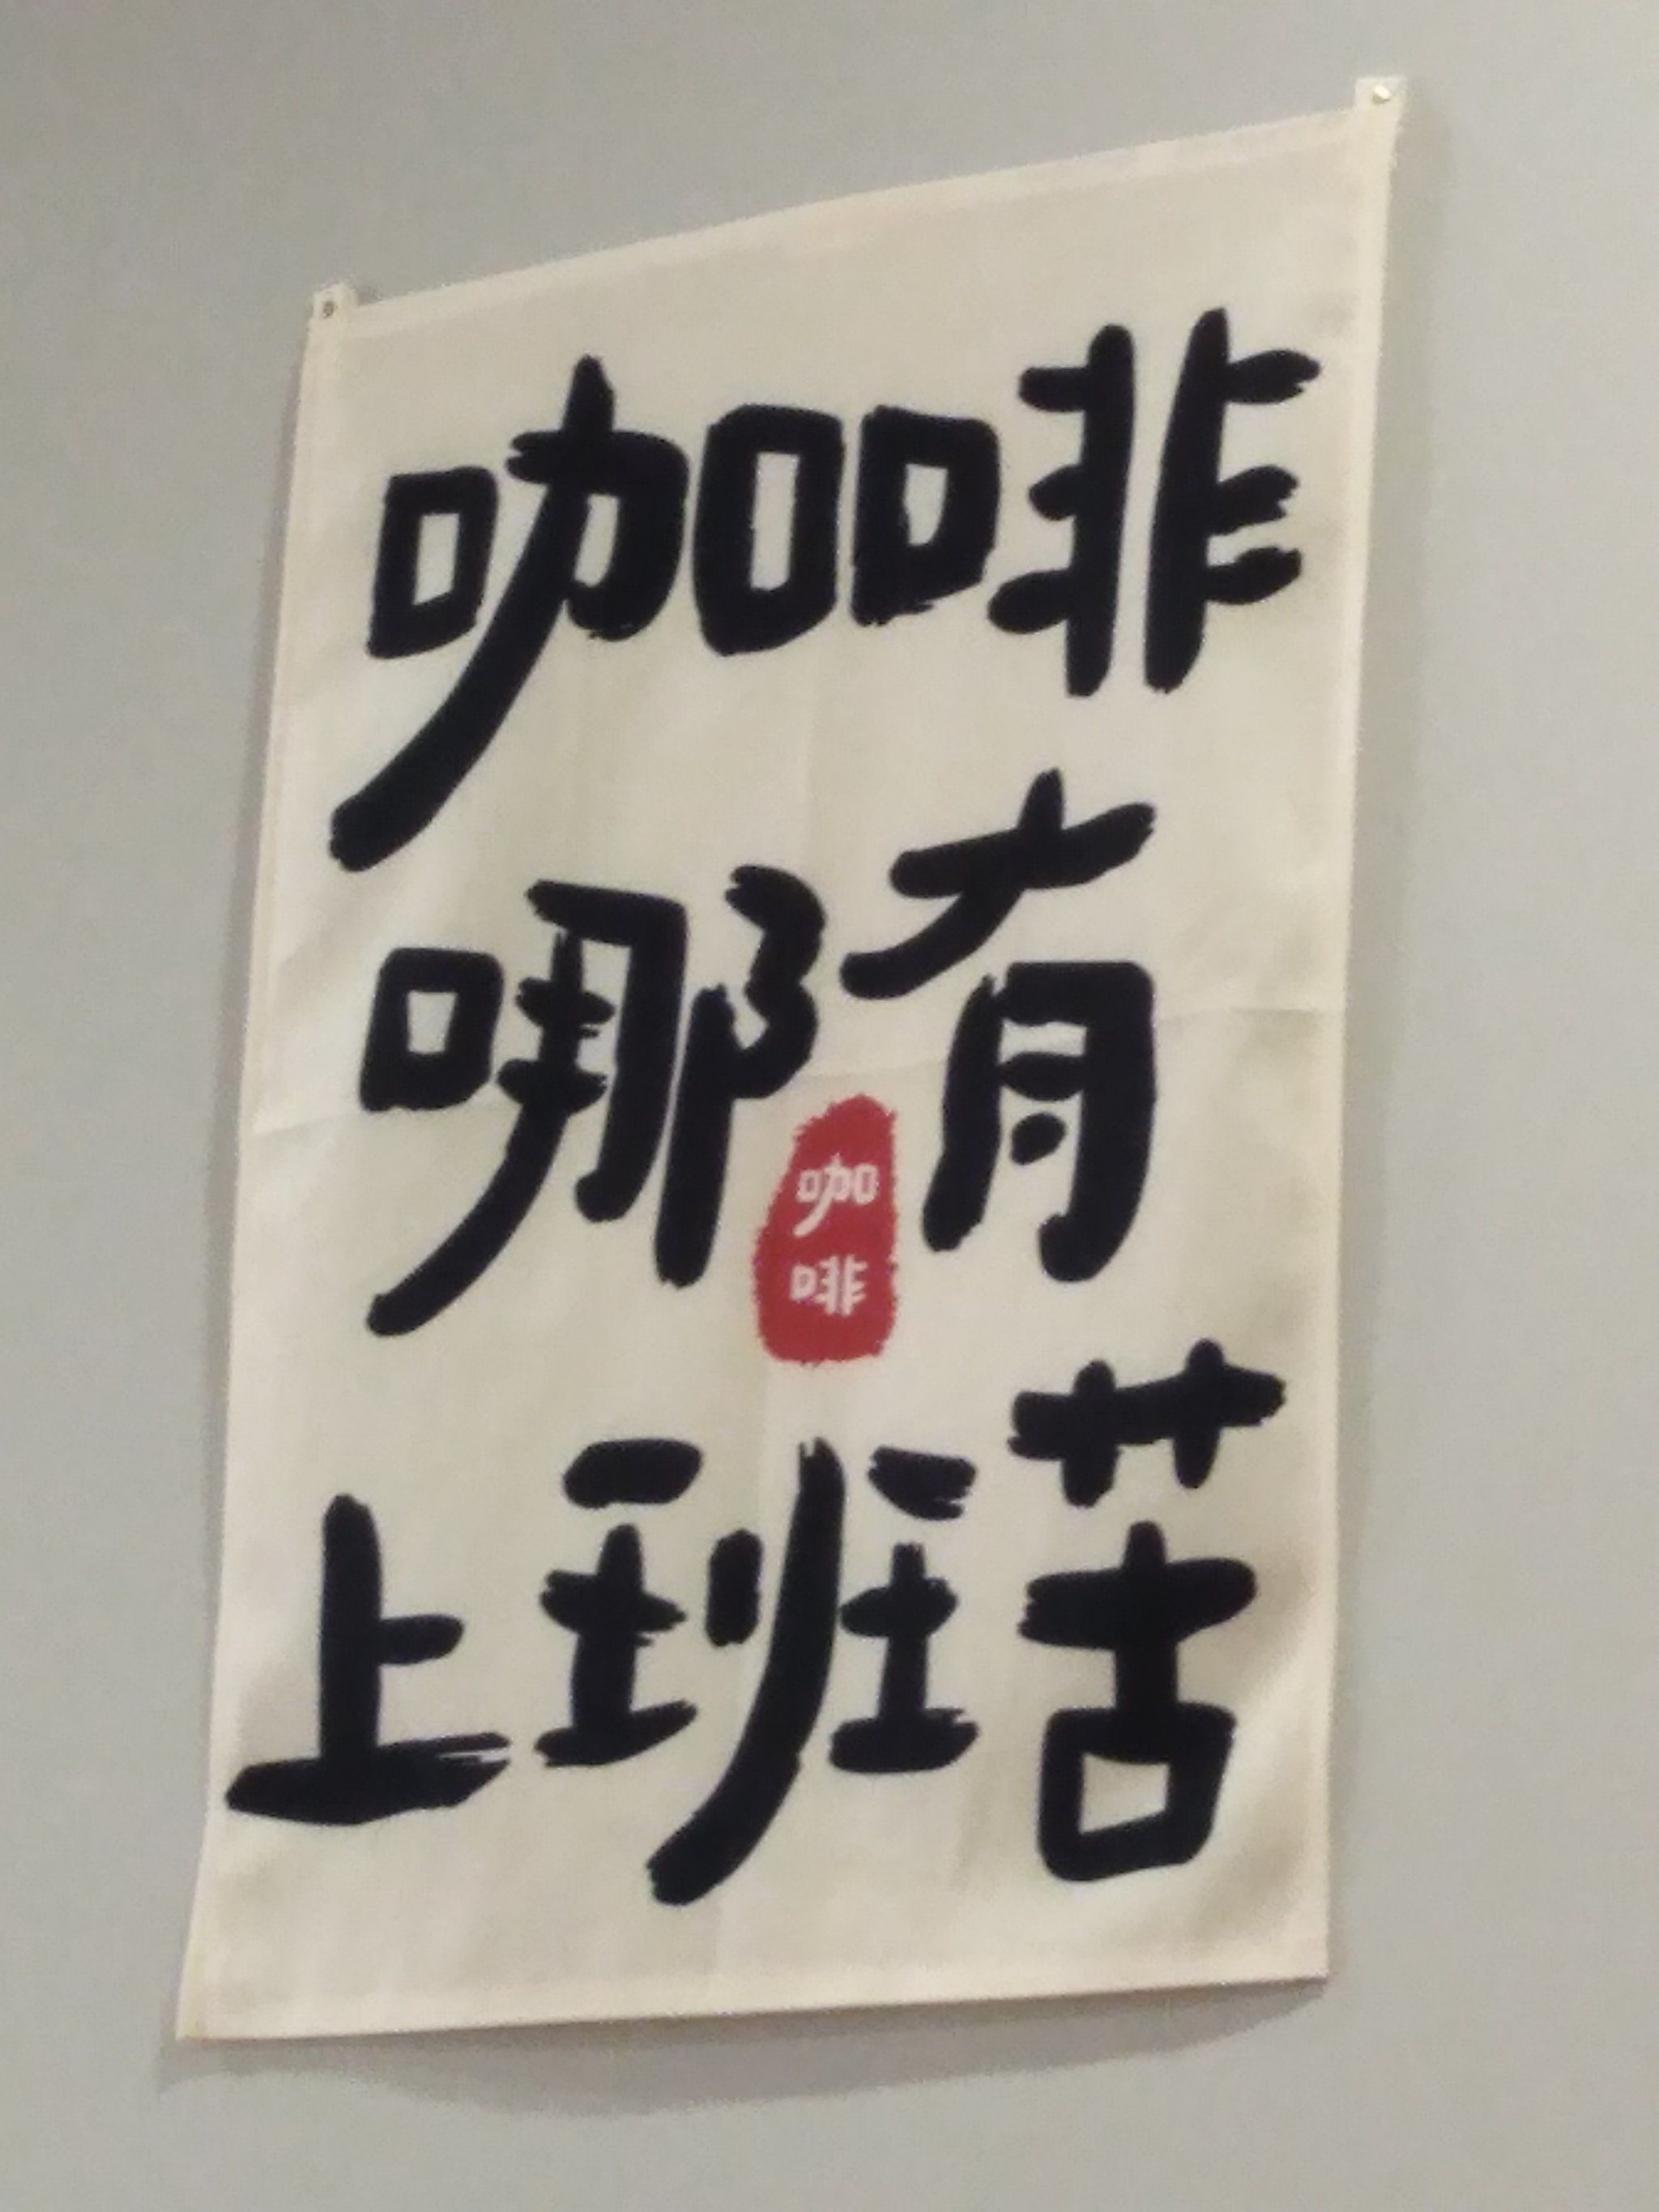 咖啡
哪有
咖
啡
上班苦